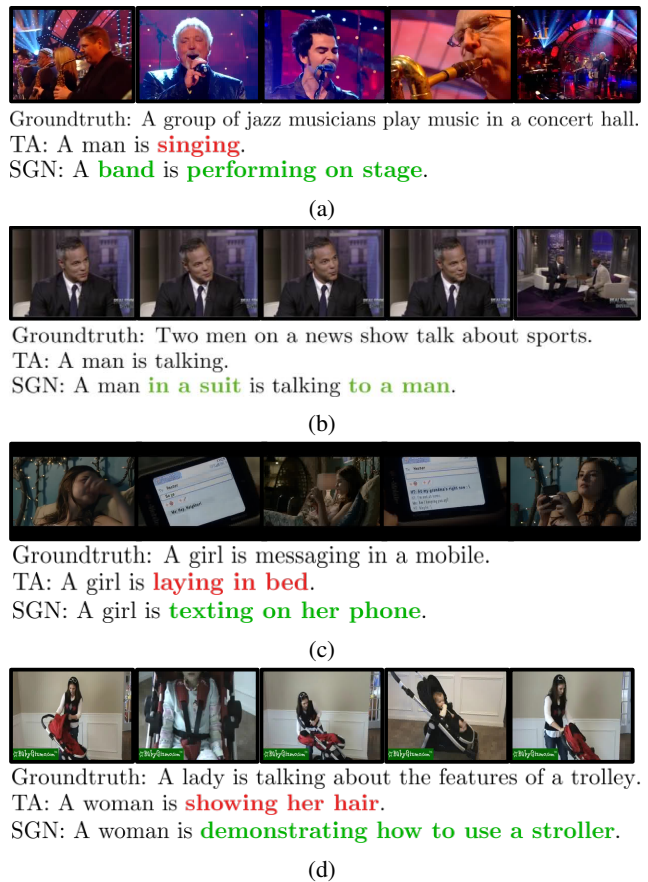 Groundtruth: A group of jazz musicians play music in a concert hall.
TA: A man is singing.
SGN: A band is performing on stage.
(a)
Groundtruth: Two men on a news show talk about sports.
TA: A man is talking.
SGN: A man in a suit is talking to a man.
(b)
Groundtruth: A girl is messaging in a mobile.
TA: A girl is laying in bed.
SGN: A girl is texting on her phone.
(c)
Groundtruth: A lady is talking about the features of a trolley.
TA: A woman is showing her hair.
SGN: A woman is demonstrating how to use a stroller.
(d)